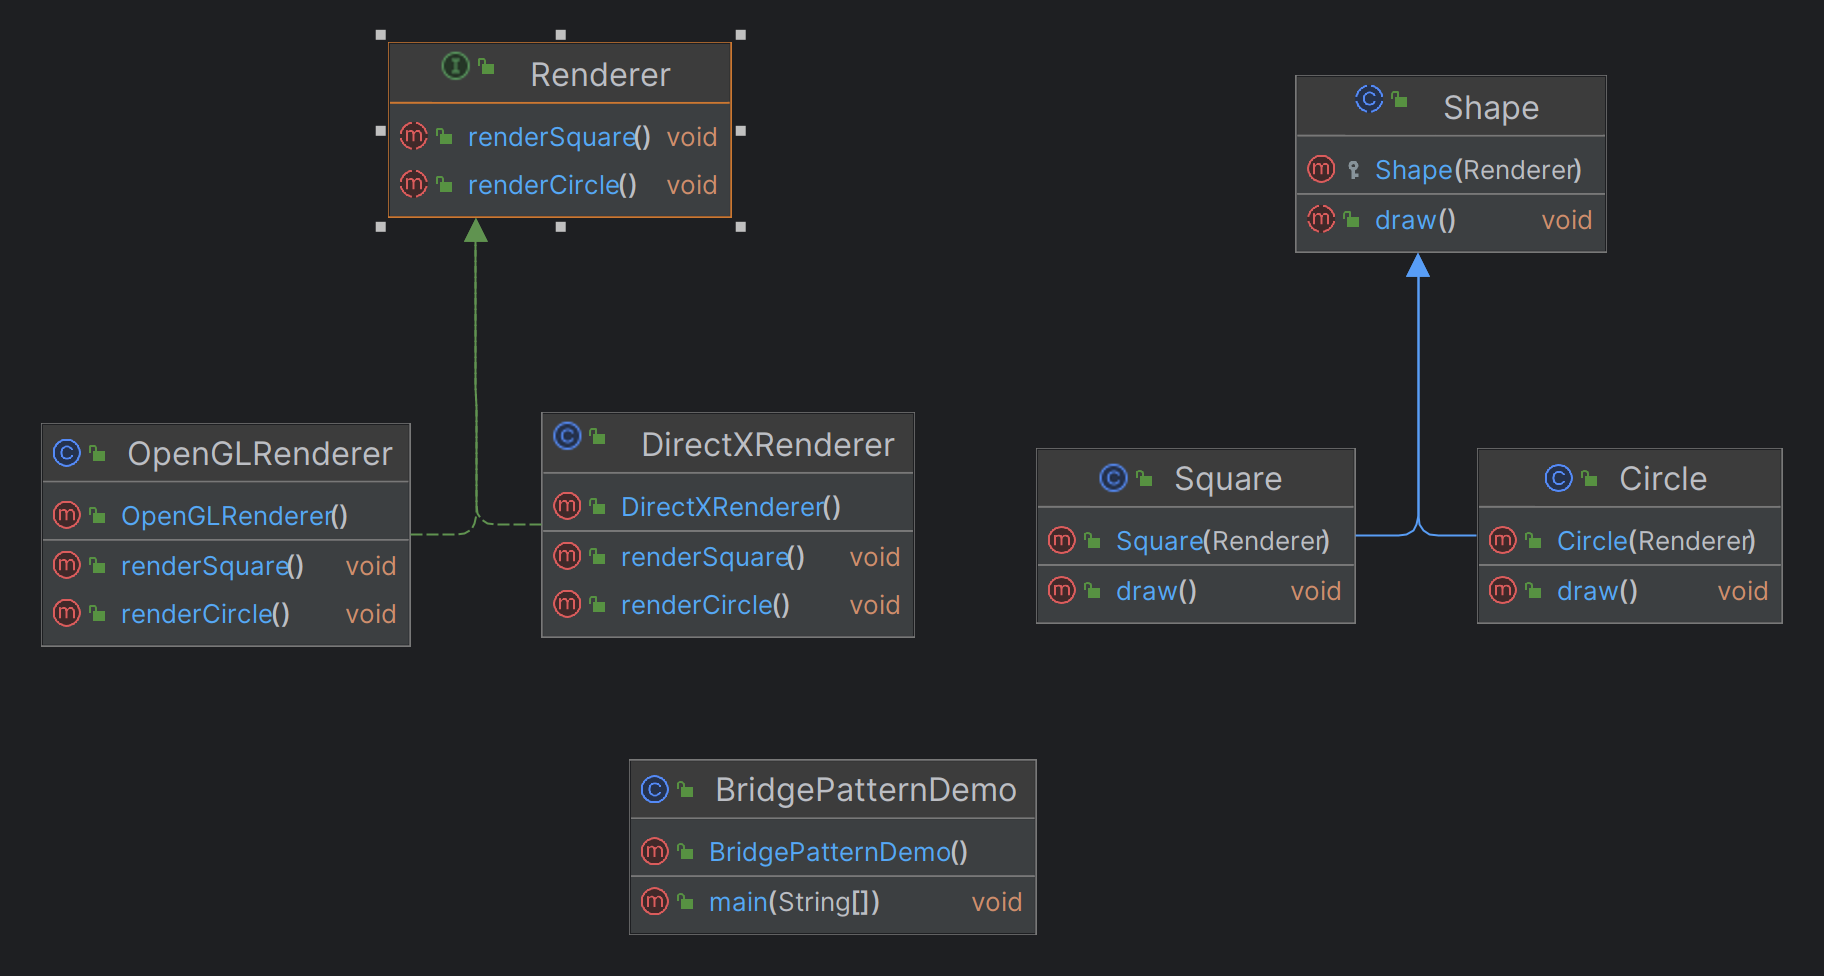 Renderer
renderSquare() void
renderCircle() void
Shape
Shape(Renderer)
draw() void
OpenGLRenderer
OpenGLRenderer()
renderSquare() void
renderCircle() void
DirectXRenderer
DirectXRenderer()
renderSquare() void
renderCircle() void
Square
Square(Renderer)
draw() void
Circle
Circle(Renderer)
draw() void
BridgePatternDemo
BridgePatternDemo()
main(String[]) void